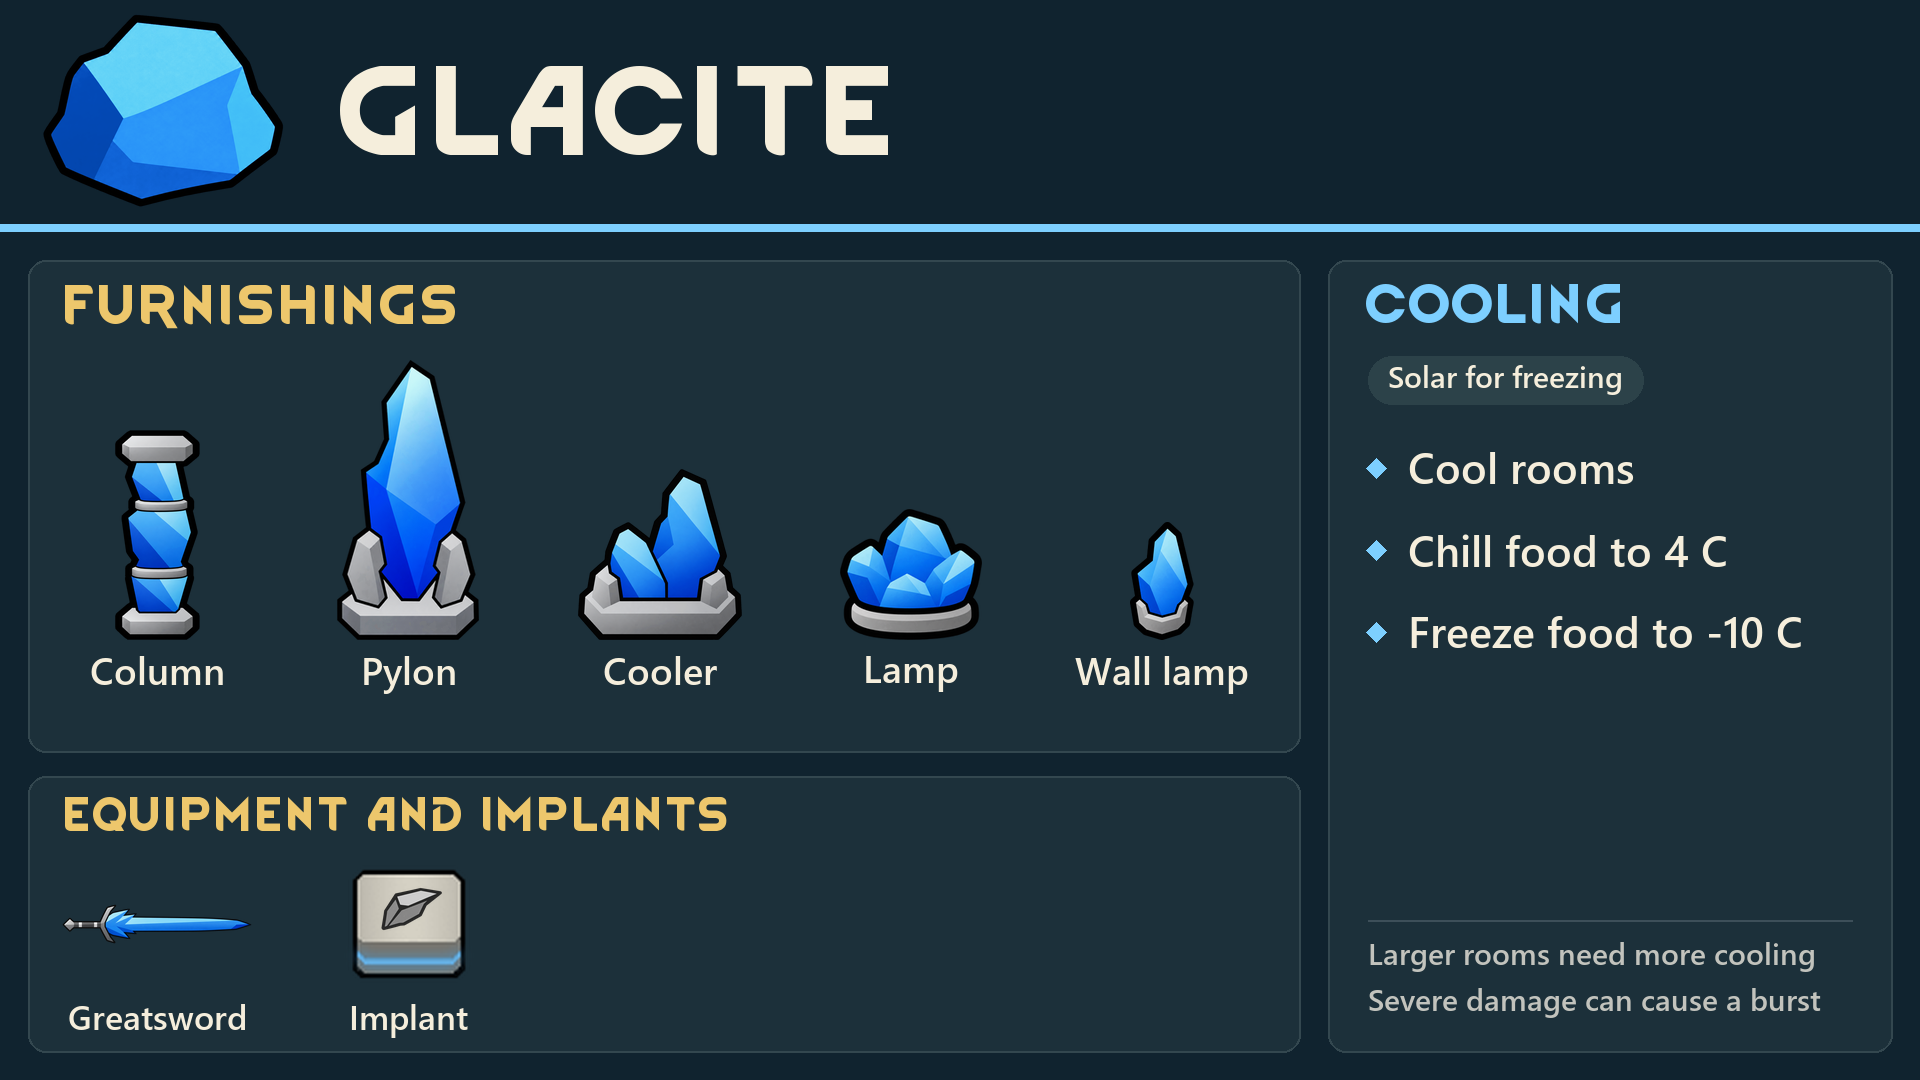 GLACITE
FURNISHINGS
Column
Pylon
Cooler
Lamp
Wall lamp
EQUIPMENT AND IMPLANTS
Greatsword
Implant
COOLING
Solar for freezing
Cool rooms
Chill food to 4 C
Freeze food to -10 C
Larger rooms need more cooling
Severe damage can cause a burst